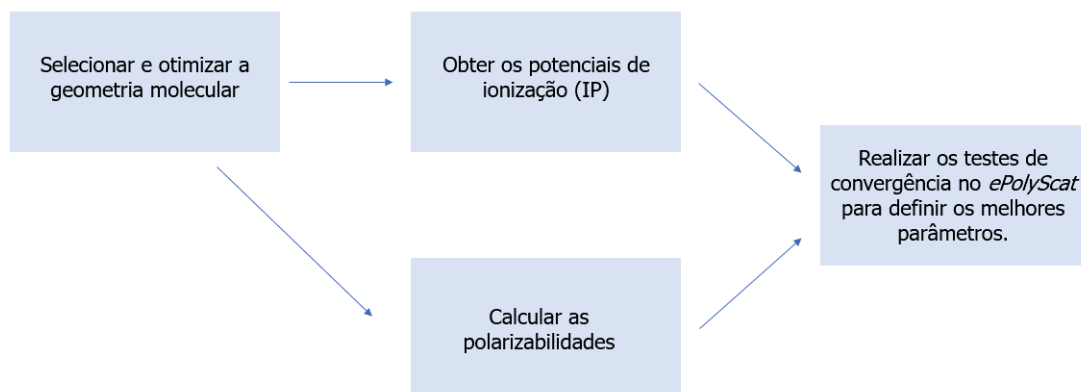 Selecionar e otimizar a
geometria molecular
Obter os potenciais de
ionização (IP)
Calcular as
polarizabilidades
Realizar os testes de
convergência no ePolyScat
para definir os melhores
parâmetros.